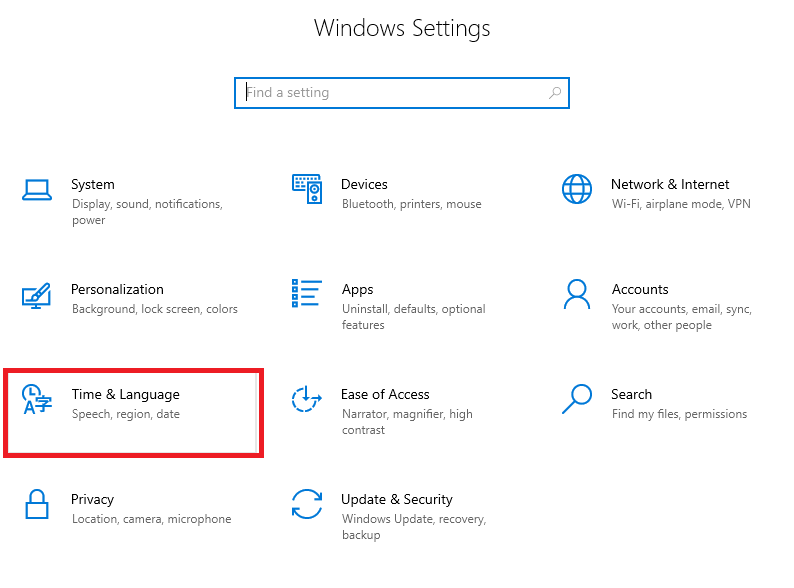 Windows Settings
Find a setting
System
Display, sound, notifications,
power
Devices
Bluetooth, printers, mouse
Network & Internet
Wi-Fi, airplane mode, VPN
Personalization
Background, lock screen, colors
Apps
Uninstall, defaults, optional
features
Accounts
Your accounts, email, sync,
work, other people
Time & Language
Speech, region, date
Ease of Access
Narrator, magnifier, high
contrast
Search
Find my files, permissions
Privacy
Location, camera, microphone
Update & Security
Windows Update, recovery,
backup